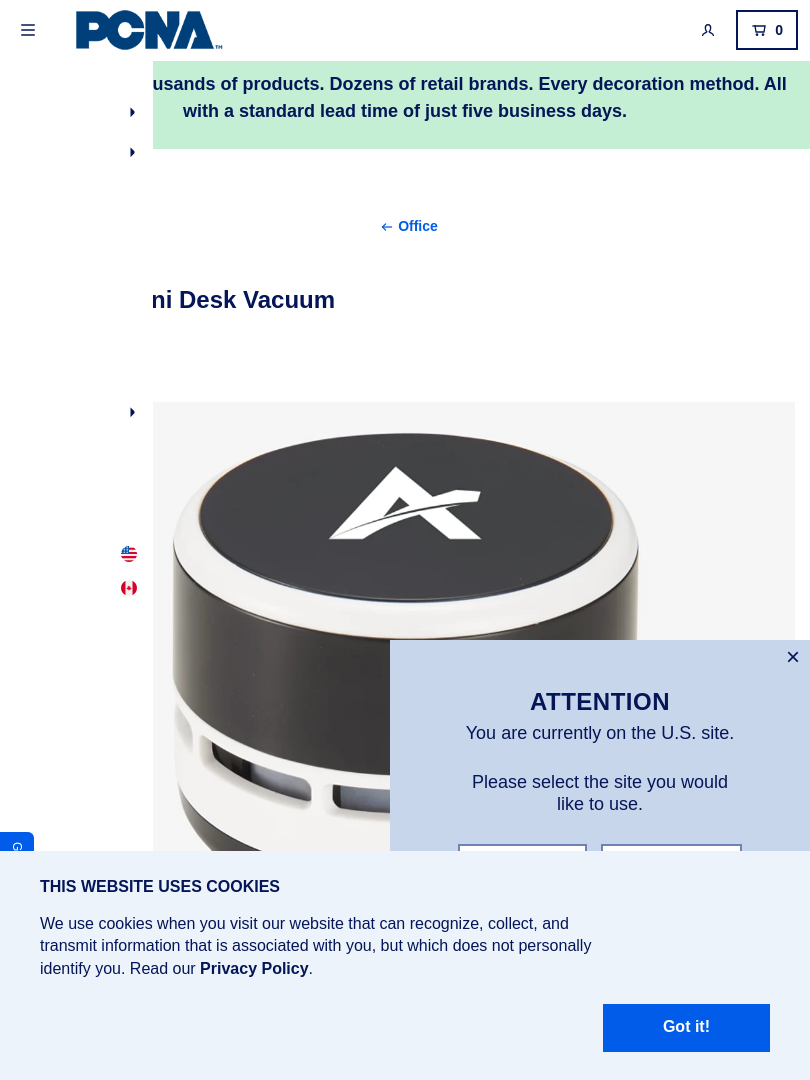 PCNA™
0
usands of products. Dozens of retail brands. Every decoration method. All
with a standard lead time of just five business days.
← Office
ni Desk Vacuum
×
ATTENTION
You are currently on the U.S. site.
Please select the site you would
like to use.
G
THIS WEBSITE USES COOKIES
We use cookies when you visit our website that can recognize, collect, and
transmit information that is associated with you, but which does not personally
identify you. Read our Privacy Policy.
Got it!